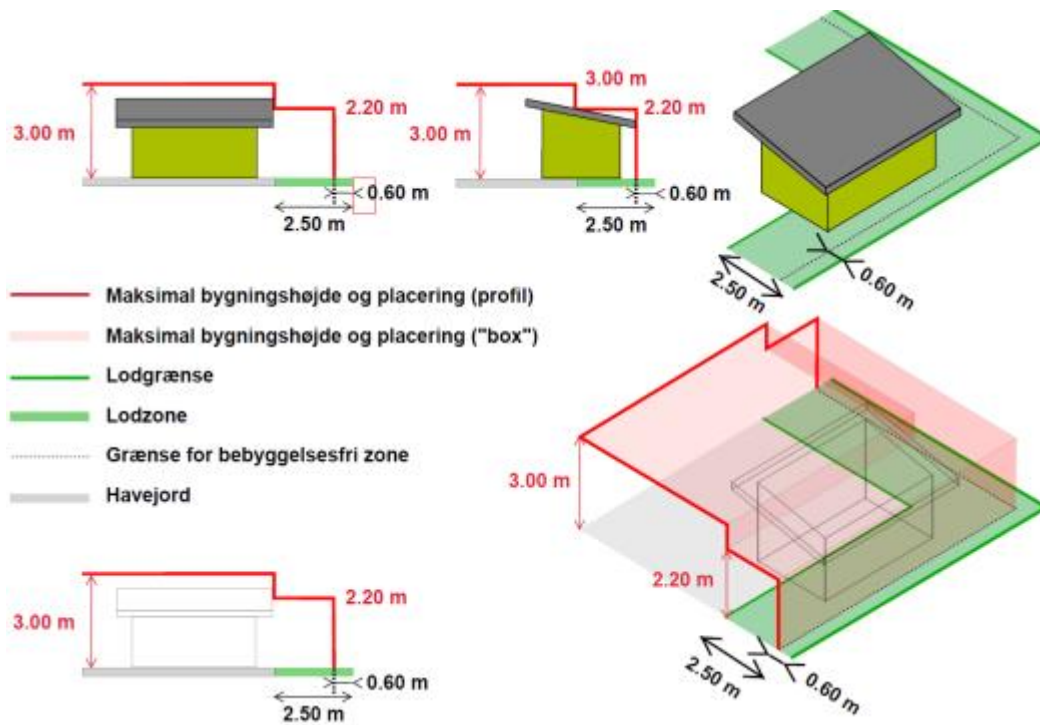 3.00 m
2.20 m
0.60 m
2.50 m
3.00 m
3.00 m
2.20 m
0.60 m
2.50 m
2.50 m
0.60 m
Maksimal bygningshøjde og placering (profil)
Maksimal bygningshøjde og placering ("box")
Lodgrænse
Lodzone
Grænse for bebyggelsesfri zone
Havejord
3.00 m
2.20 m
2.50 m
0.60 m
3.00 m
2.20 m
0.60 m
2.50 m